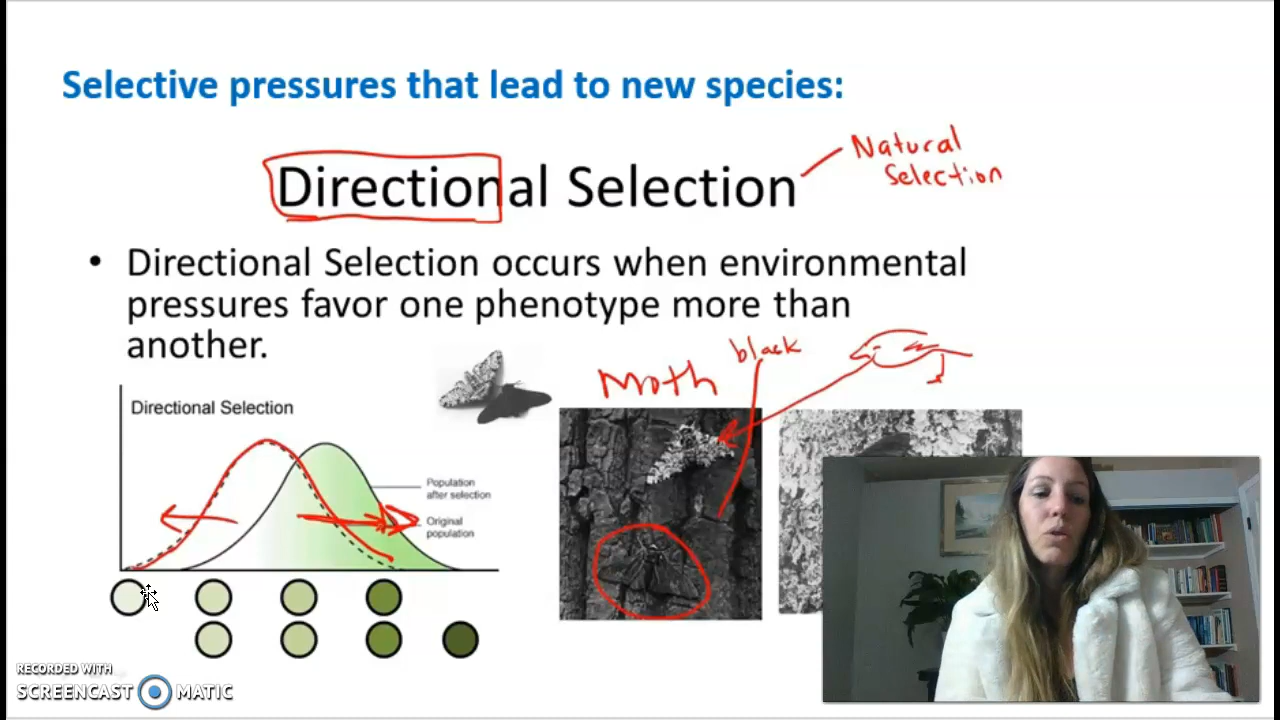 Selective pressures that lead to new species:
Natural
Selection
Directional Selection
• Directional Selection occurs when environmental
pressures favor one phenotype more than
another.
black
Moth
Directional Selection
Population
after selection
Original
population
RECORDED WITH
SCREENCAST MATIC